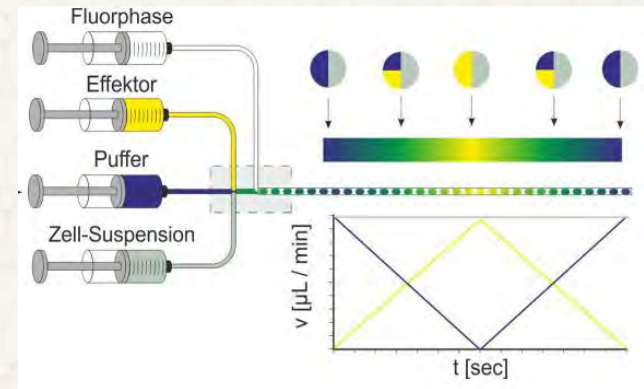 Fluorphase
Effektor
Puffer
Zell-Suspension
v [µL / min]
t [sec]